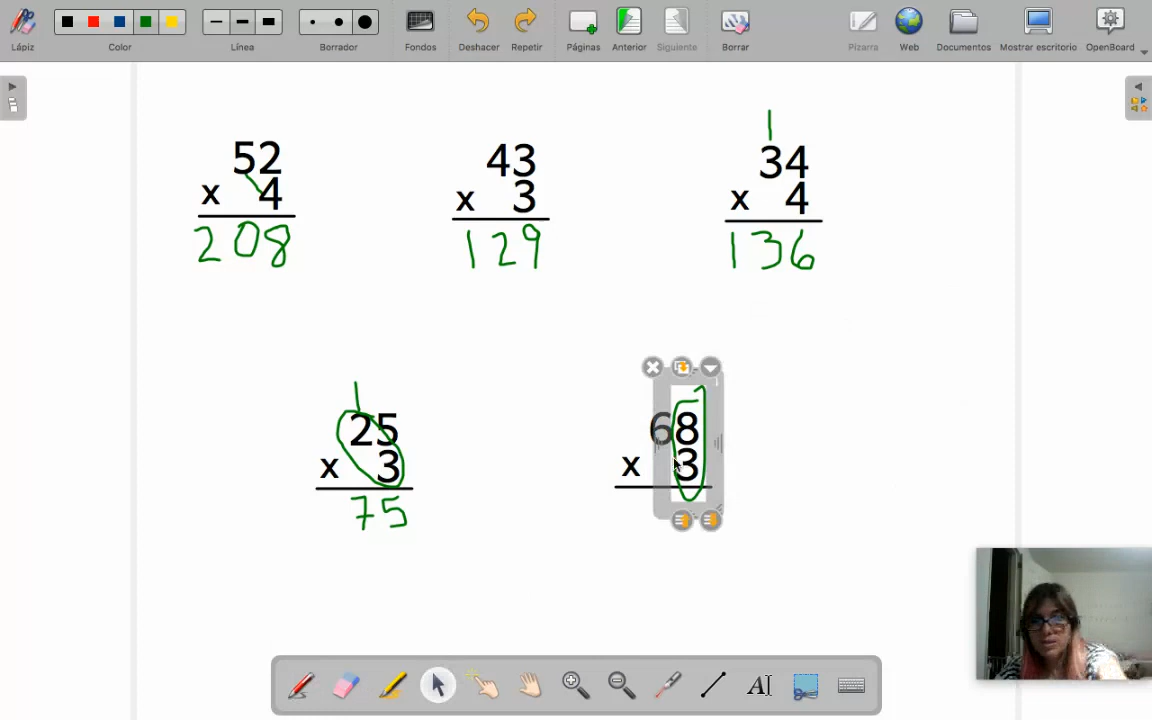 Lápiz
Color
Línea
Borrador
Fondos
Deshacer
Repetir
Páginas
Anterior
Siguiente
Borrar
Pizarra
Web
Documentos
Mostrar escritorio
OpenBoard
52
x 4
208
43
x 3
129
1
34
x 4
136
1
25
x 3
75
68
x 3
AI